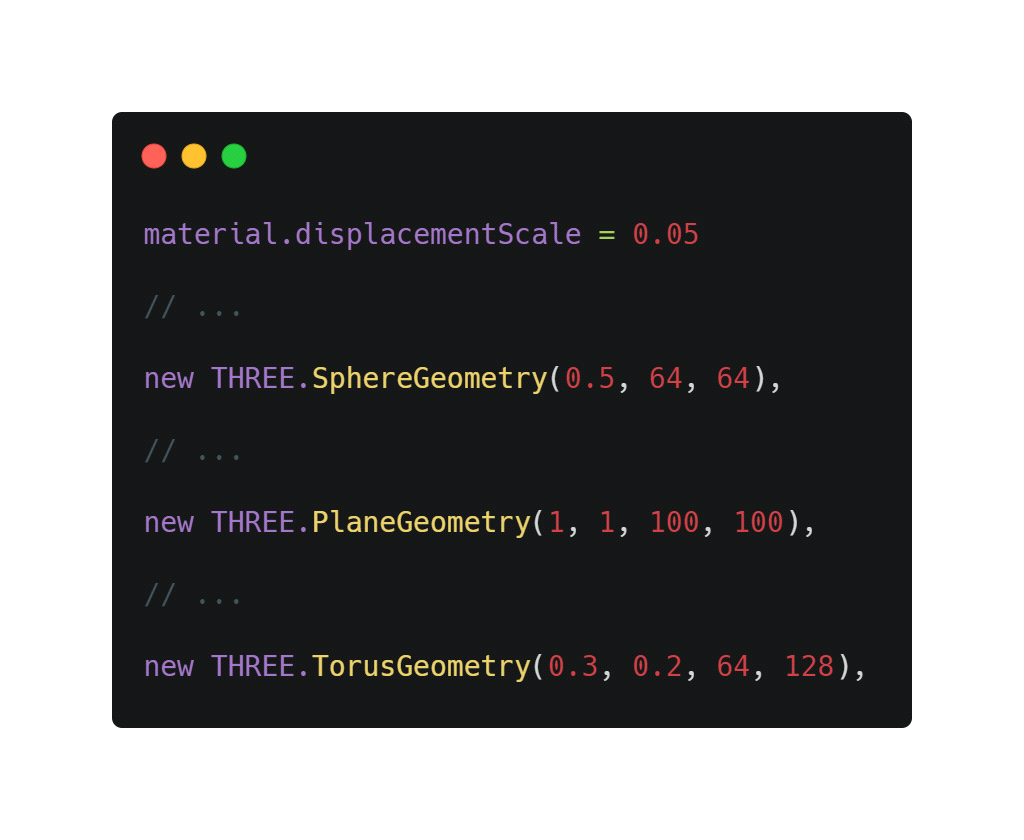 material.displacementScale = 0.05
// ...
new THREE.SphereGeometry(0.5, 64, 64),
// ...
new THREE.PlaneGeometry(1, 1, 100, 100),
// ...
new THREE.TorusGeometry(0.3, 0.2, 64, 128),